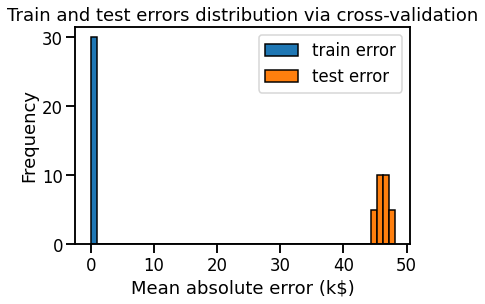 Train and test errors distribution via cross-validation
train error
test error
Frequency
30
20
10
0
0 10 20 30 40 50
Mean absolute error (k$)